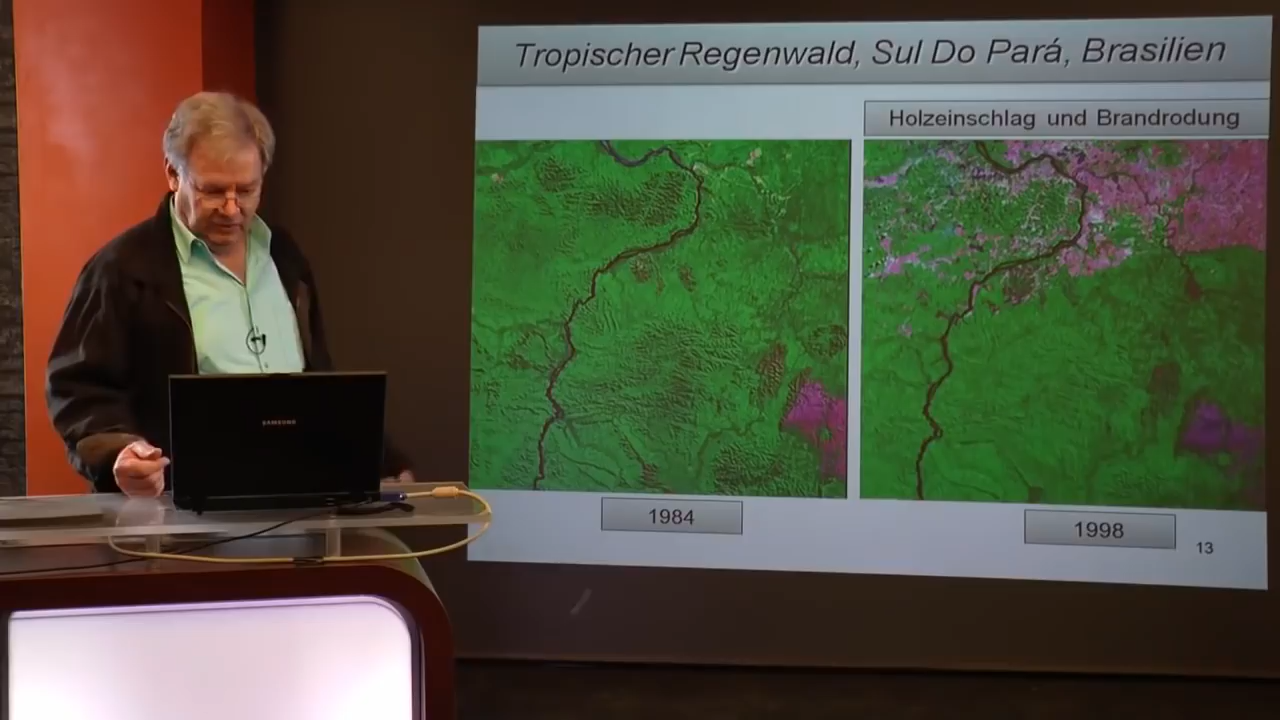 Tropischer Regenwald, Sul Do Pará, Brasilien
Holzeinschlag und Brandrodung
1984
1998
13
SAMSUNG